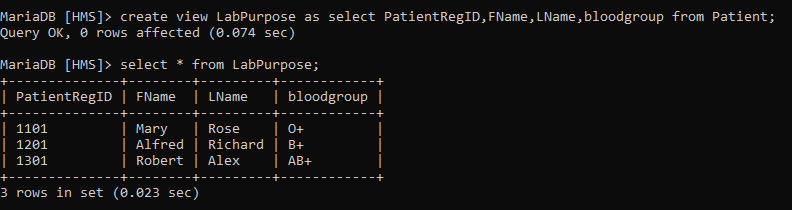 MariaDB [HMS]> create view LabPurpose as select PatientRegID,FName,LName,bloodgroup from Patient;
Query OK, 0 rows affected (0.074 sec)
MariaDB [HMS]> select * from LabPurpose;
+--------------+--------+---------+------------+
| PatientRegID | FName  | LName   | bloodgroup |
+--------------+--------+---------+------------+
| 1101         | Mary   | Rose    | O+         |
| 1201         | Alfred | Richard | B+         |
| 1301         | Robert | Alex    | AB+        |
+--------------+--------+---------+------------+
3 rows in set (0.023 sec)